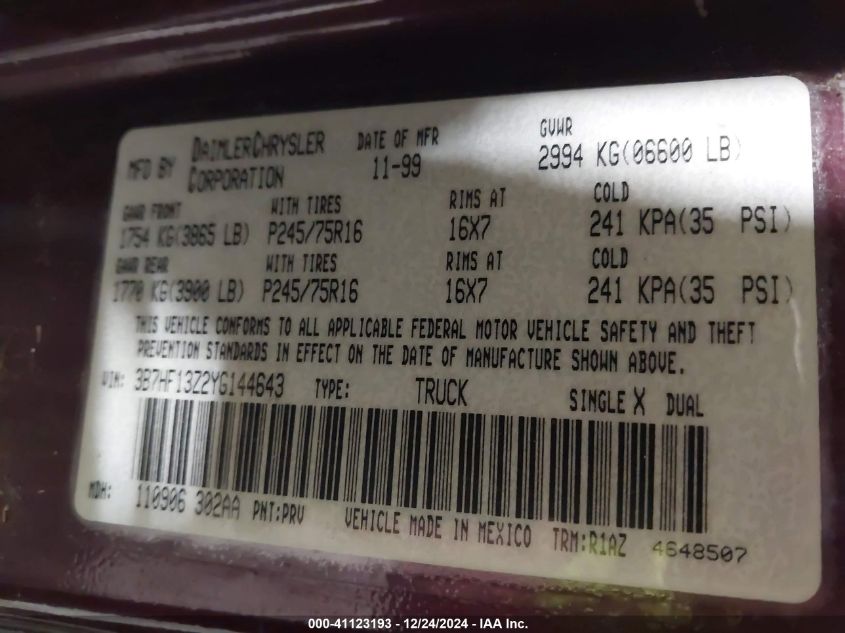 MFD BY DAIMLERCHRYSLER CORPORATION DATE OF MFR 11-99 GVWR 2994 KG(06600 LB)
GAWR FRONT WITH TIRES RIMS AT COLD
1754 KG(3865 LB) P245/75R16 16X7 241 KPA(35 PSI)
GAWR REAR WITH TIRES RIMS AT COLD
1770 KG(3900 LB) P245/75R16 16X7 241 KPA(35 PSI)
THIS VEHICLE CONFORMS TO ALL APPLICABLE FEDERAL MOTOR VEHICLE SAFETY AND THEFT
PREVENTION STANDARDS IN EFFECT ON THE DATE OF MANUFACTURE SHOWN ABOVE.
VIN: 3B7HF13Z2YG144643 TYPE: TRUCK SINGLE X DUAL
MDH: 110906 302AA PNT:PRV VEHICLE MADE IN MEXICO TRM:R1AZ 4648507
000-41123193 - 12/24/2024 - IAA Inc.